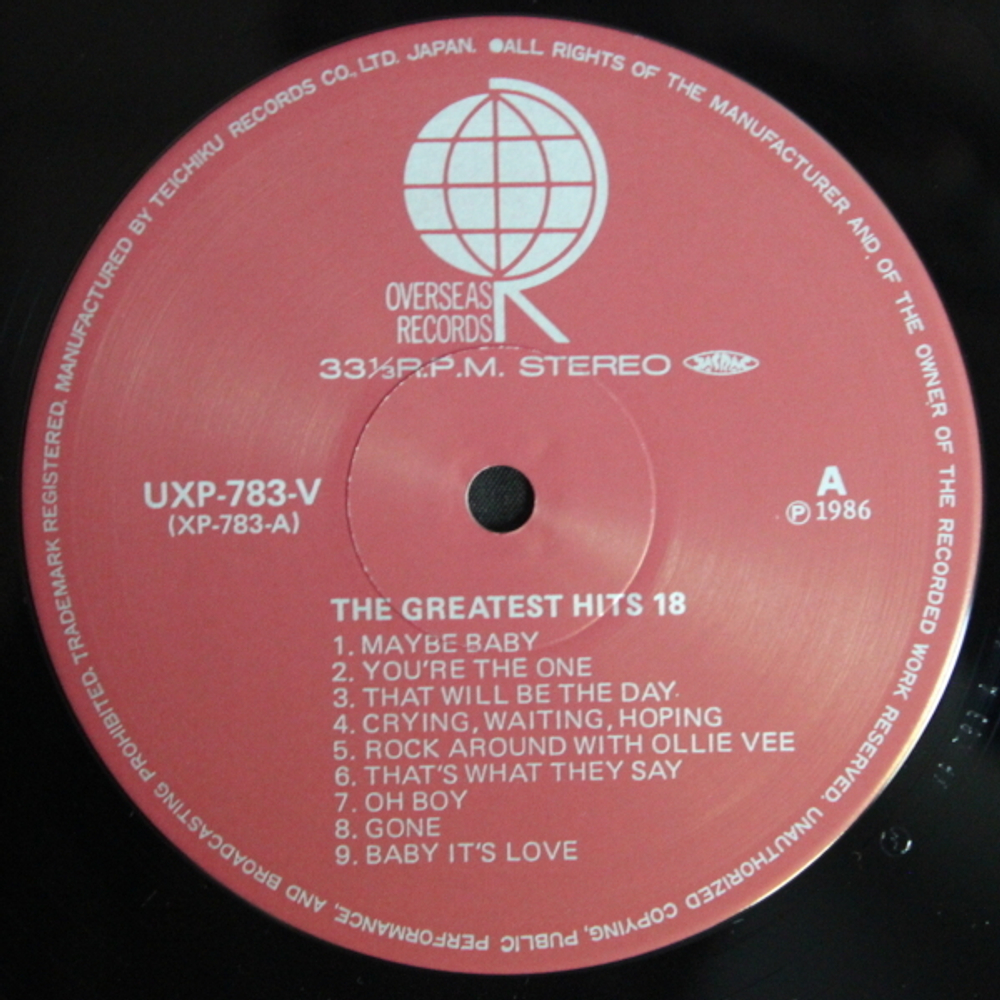 MANUFACTURED BY TEICHIKU RECORDS CO., LTD. JAPAN. ●ALL RIGHTS OF THE MANUFACTURER AND OF THE OWNER OF THE RECORDED WORK RESERVED. UNAUTHORIZED COPYING, PUBLIC PERFORMANCE, AND BROADCASTING PROHIBITED. TRADEMARK REGISTERED.
R
OVERSEAS
RECORDS
33⅓R.P.M. STEREO
UXP-783-V
(XP-783-A)
A
℗1986
THE GREATEST HITS 18
1. MAYBE BABY
2. YOU'RE THE ONE
3. THAT WILL BE THE DAY.
4. CRYING, WAITING, HOPING
5. ROCK AROUND WITH OLLIE VEE
6. THAT'S WHAT THEY SAY
7. OH BOY
8. GONE
9. BABY IT'S LOVE